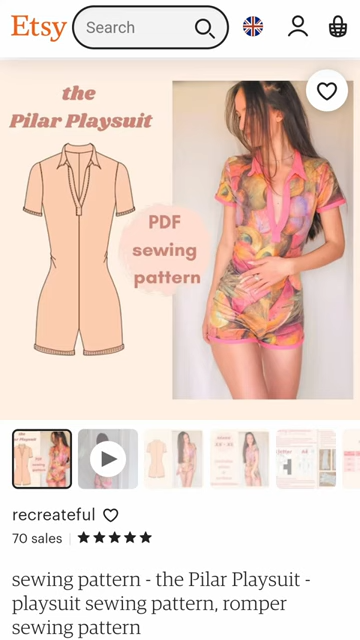 Etsy
Search
the
Pilar Playsuit
PDF
sewing
pattern
recreateful
70 sales
sewing pattern - the Pilar Playsuit -
playsuit sewing pattern, romper
sewing pattern